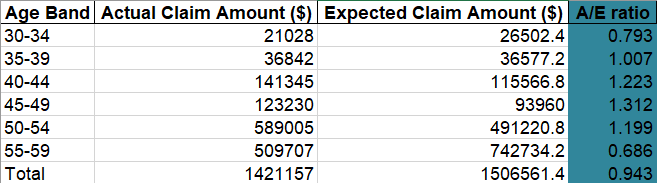 Age Band Actual Claim Amount ($) Expected Claim Amount ($) A/E ratio
30-34 21028 26502.4 0.793
35-39 36842 36577.2 1.007
40-44 141345 115566.8 1.223
45-49 123230 93960 1.312
50-54 589005 491220.8 1.199
55-59 509707 742734.2 0.686
Total 1421157 1506561.4 0.943